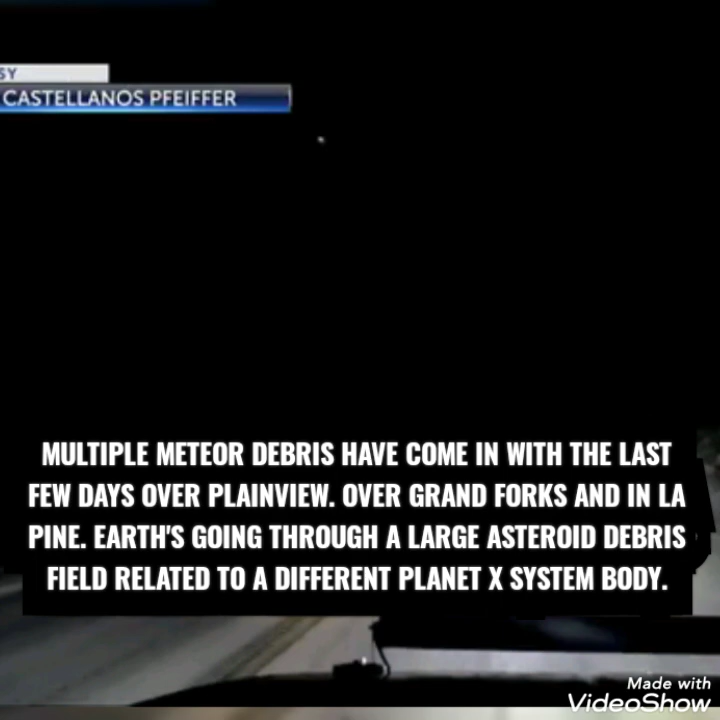 CASTELLANOS PFEIFFER
MULTIPLE METEOR DEBRIS HAVE COME IN WITH THE LAST
FEW DAYS OVER PLAINVIEW. OVER GRAND FORKS AND IN LA
PINE. EARTH'S GOING THROUGH A LARGE ASTEROID DEBRIS
FIELD RELATED TO A DIFFERENT PLANET X SYSTEM BODY.
Made with
VideoShow